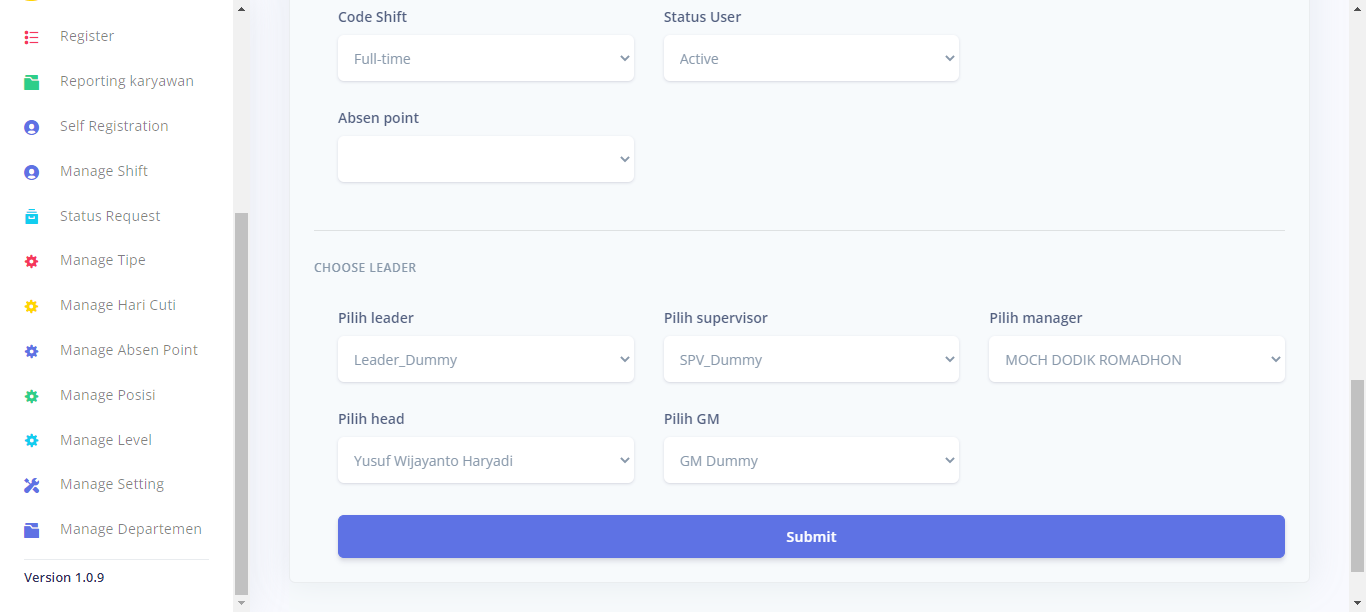 Register
Reporting karyawan
Self Registration
Manage Shift
Status Request
Manage Tipe
Manage Hari Cuti
Manage Absen Point
Manage Posisi
Manage Level
Manage Setting
Manage Departemen
Version 1.0.9
Code Shift
Status User
Full-time
Active
Absen point
CHOOSE LEADER
Pilih leader
Pilih supervisor
Pilih manager
Leader_Dummy
SPV_Dummy
MOCH DODIK ROMADHON
Pilih head
Pilih GM
Yusuf Wijayanto Haryadi
GM Dummy
Submit